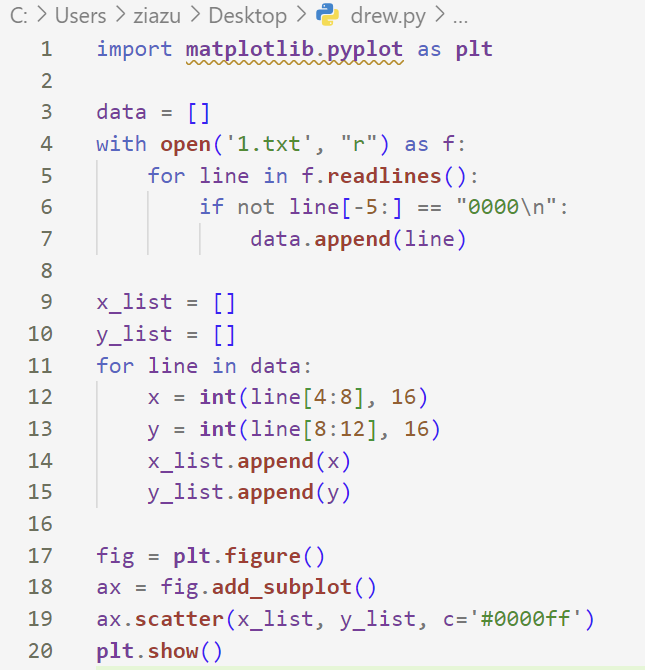 C: > Users > ziazu > Desktop > drew.py > ...
1 import matplotlib.pyplot as plt
2
3 data = []
4 with open('1.txt', "r") as f:
5     for line in f.readlines():
6         if not line[-5:] == "0000\n":
7             data.append(line)
8
9 x_list = []
10 y_list = []
11 for line in data:
12     x = int(line[4:8], 16)
13     y = int(line[8:12], 16)
14     x_list.append(x)
15     y_list.append(y)
16
17 fig = plt.figure()
18 ax = fig.add_subplot()
19 ax.scatter(x_list, y_list, c='#0000ff')
20 plt.show()